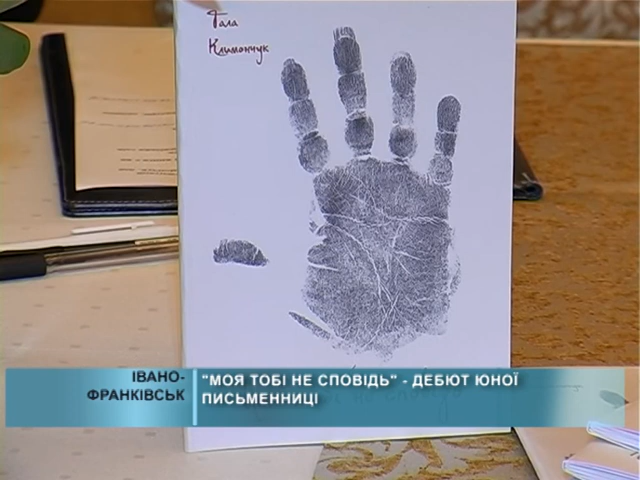 Гала
Климончук
ІВАНО-
ФРАНКІВСЬК
"МОЯ ТОБІ НЕ СПОВІДЬ" - ДЕБЮТ ЮНОЇ
ПИСЬМЕННИЦІ